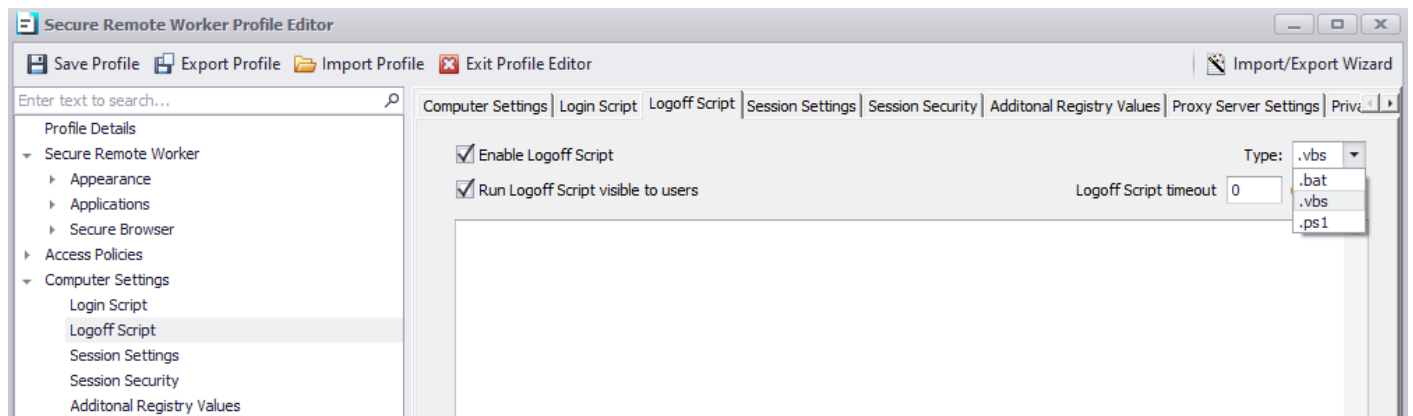 Secure Remote Worker Profile Editor
Save Profile Export Profile Import Profile Exit Profile Editor Import/Export Wizard
Enter text to search...
Profile Details
Secure Remote Worker
Appearance
Applications
Secure Browser
Access Policies
Computer Settings
Login Script
Logoff Script
Session Settings
Session Security
Additonal Registry Values
Computer Settings Login Script Logoff Script Session Settings Session Security Additonal Registry Values Proxy Server Settings
Enable Logoff Script Type: .vbs
Run Logoff Script visible to users Logoff Script timeout 0
.bat
.vbs
.ps1